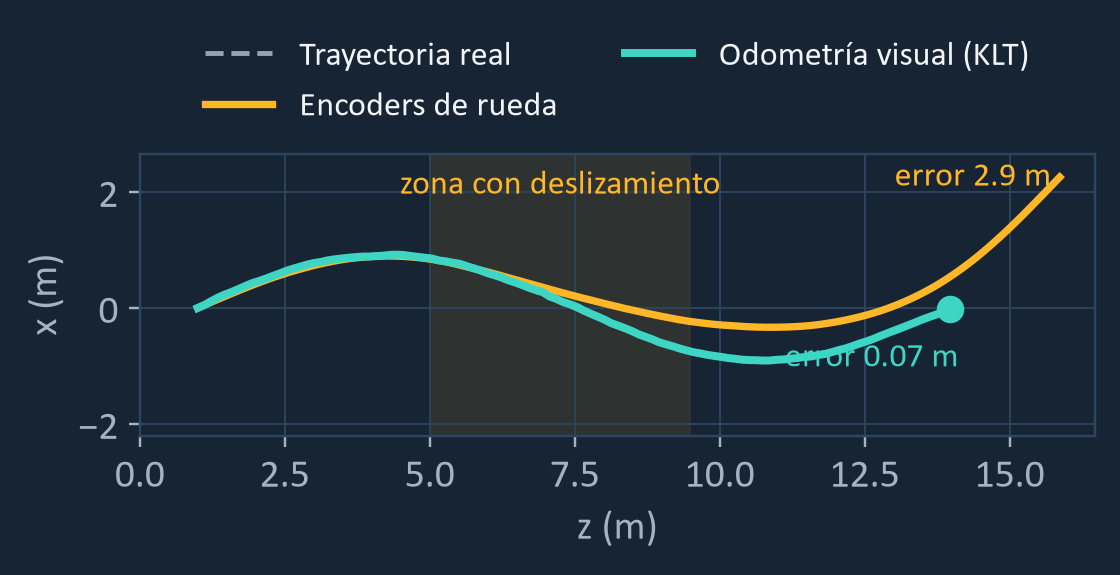 Trayectoria real
Odometría visual (KLT)
Encoders de rueda
zona con deslizamiento
error 2.9 m
error 0.07 m
x (m)
2
0
−2
0.0
2.5
5.0
7.5
10.0
12.5
15.0
z (m)